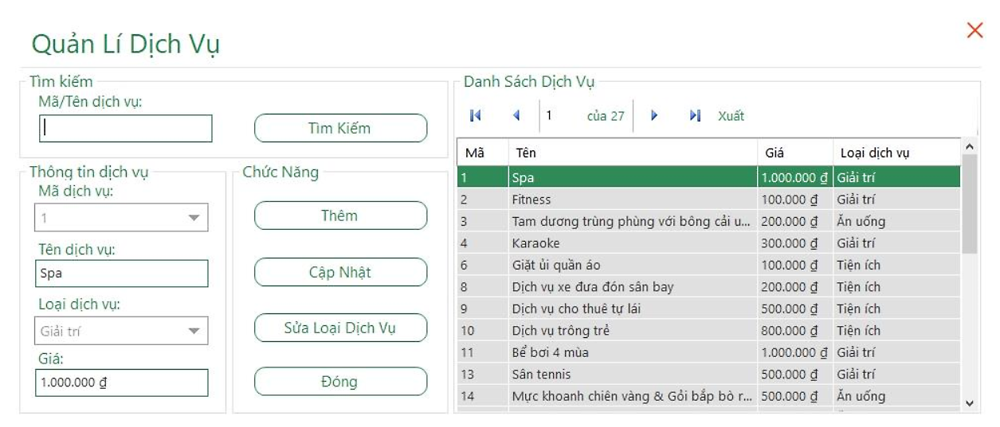 Quản Lí Dịch Vụ
Tìm kiếm
Mã/Tên dịch vụ:
Tìm Kiếm
Thông tin dịch vụ
Mã dịch vụ:
1
Tên dịch vụ:
Spa
Loại dịch vụ:
Giải trí
Giá:
1.000.000 ₫
Chức Năng
Thêm
Cập Nhật
Sửa Loại Dịch Vụ
Đóng
Danh Sách Dịch Vụ
1 của 27 Xuất
Mã Tên Giá Loại dịch vụ
1 Spa 1.000.000 ₫ Giải trí
2 Fitness 100.000 ₫ Giải trí
3 Tam dương trùng phùng với bông cải u... 200.000 ₫ Ăn uống
4 Karaoke 300.000 ₫ Giải trí
6 Giặt ủi quần áo 100.000 ₫ Tiện ích
8 Dịch vụ xe đưa đón sân bay 200.000 ₫ Tiện ích
9 Dịch vụ cho thuê tự lái 500.000 ₫ Tiện ích
10 Dịch vụ trông trẻ 800.000 ₫ Tiện ích
11 Bể bơi 4 mùa 1.000.000 ₫ Giải trí
13 Sân tennis 500.000 ₫ Giải trí
14 Mực khoanh chiên vàng & Gỏi bắp bò r... 500.000 ₫ Ăn uống